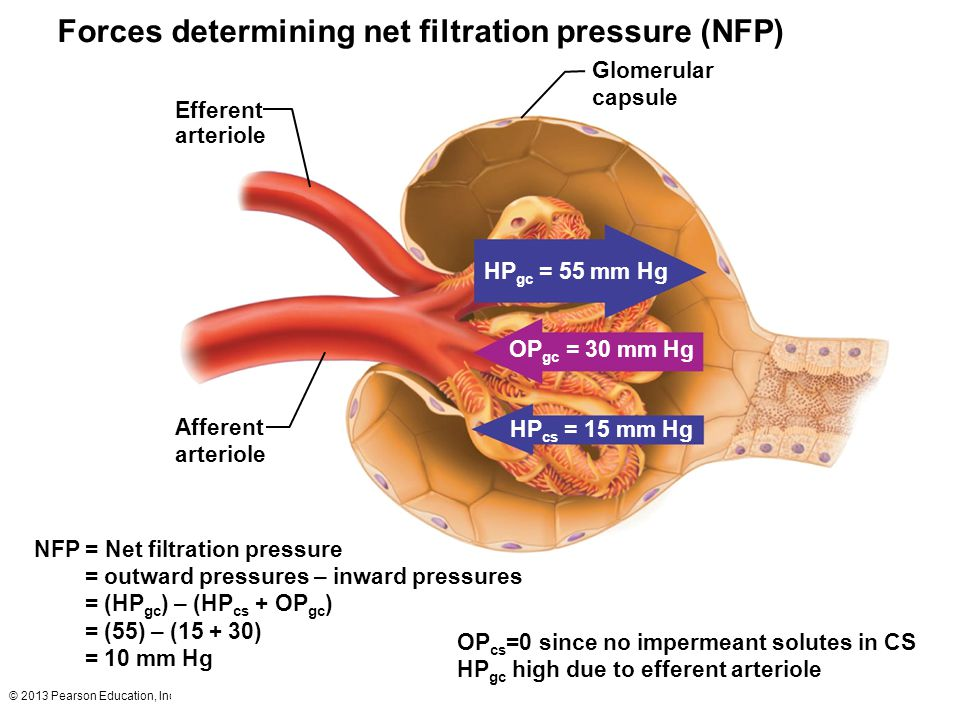 Forces determining net filtration pressure (NFP)
Glomerular
capsule
Efferent
arteriole
HPgc = 55 mm Hg
OPgc = 30 mm Hg
HPcs = 15 mm Hg
Afferent
arteriole
NFP = Net filtration pressure
= outward pressures – inward pressures
= (HPgc) – (HPcs + OPgc)
= (55) – (15 + 30)
= 10 mm Hg
OPcs=0 since no impermeant solutes in CS
HPgc high due to efferent arteriole
© 2013 Pearson Education, Inc